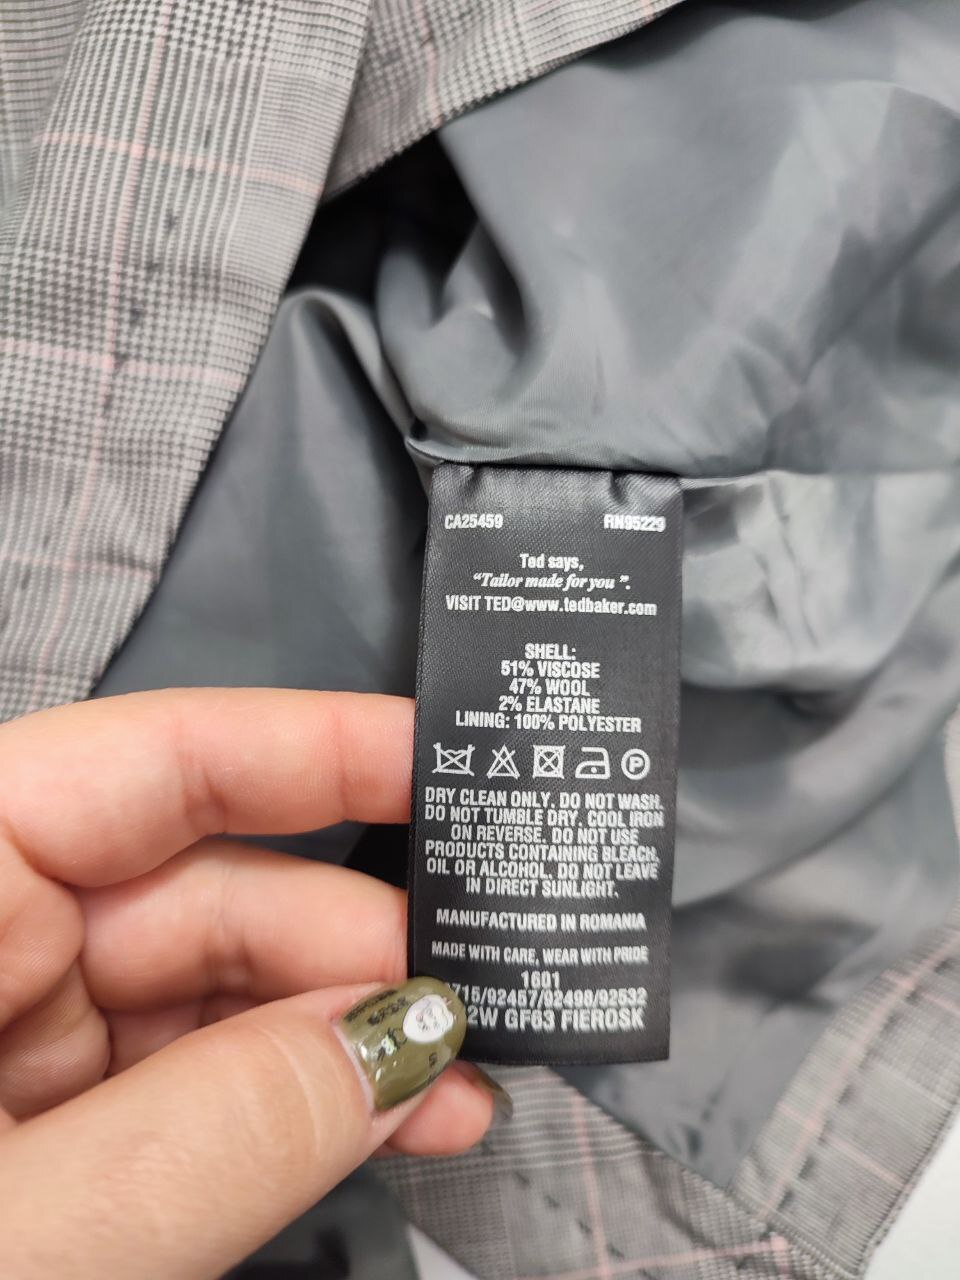 CA25459 RN95229
Ted says,
“Tailor made for you ”.
VISIT TED@www.tedbaker.com
SHELL:
51% VISCOSE
47% WOOL
2% ELASTANE
LINING: 100% POLYESTER
DRY CLEAN ONLY. DO NOT WASH.
DO NOT TUMBLE DRY. COOL IRON
ON REVERSE. DO NOT USE
PRODUCTS CONTAINING BLEACH,
OIL OR ALCOHOL. DO NOT LEAVE
IN DIRECT SUNLIGHT.
MANUFACTURED IN ROMANIA
MADE WITH CARE, WEAR WITH PRIDE
1601
715/92457/92498/92532
2W GF63 FIEROSK